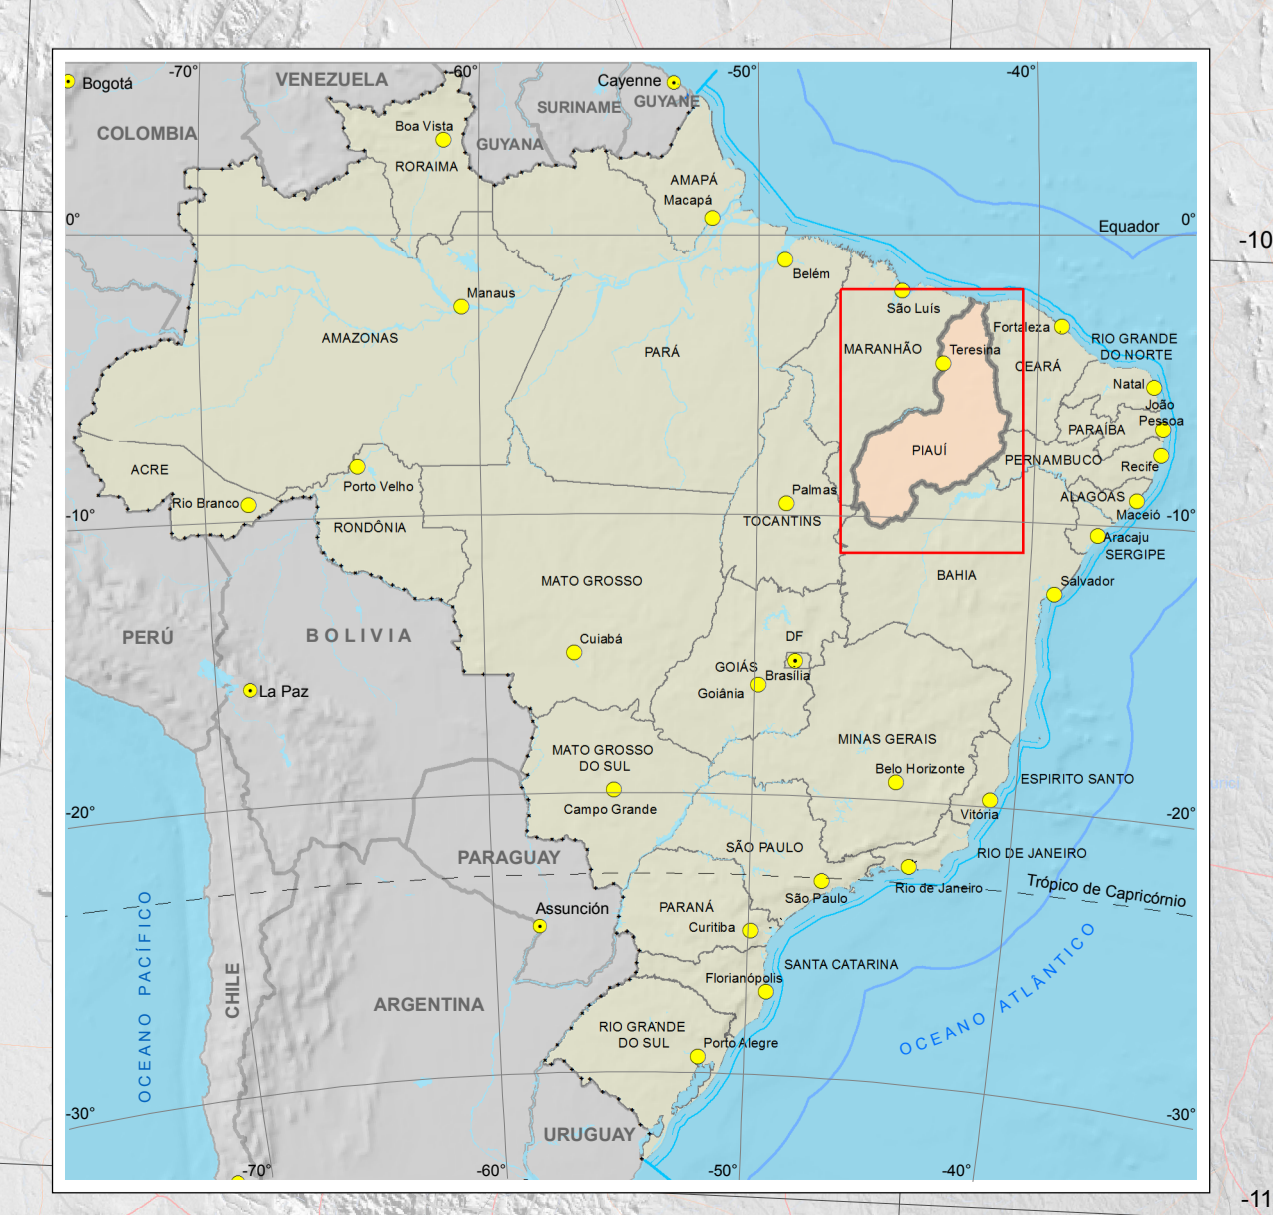 -70°
-60°
-50°
-40°
Bogotá
VENEZUELA
Cayenne
SURINAME
GUYANE
COLOMBIA
Boa Vista
GUYANA
RORAIMA
AMAPÁ
Macapá
0°
0°
Equador
-10
Belém
Manaus
São Luís
AMAZONAS
PARÁ
MARANHÃO
Teresina
Fortaleza
CEARÁ
RIO GRANDE
DO NORTE
Natal
João
Pessoa
PARAÍBA
PIAUÍ
PERNAMBUCO
Recife
ACRE
Rio Branco
Porto Velho
RONDÔNIA
Palmas
TOCANTINS
ALAGOAS
Maceió
-10°
-10°
Aracaju
SERGIPE
BAHIA
Salvador
MATO GROSSO
PERÚ
BOLIVIA
Cuiabá
DF
GOIÁS
Brasília
Goiânia
La Paz
MATO GROSSO
DO SUL
Campo Grande
MINAS GERAIS
Belo Horizonte
ESPIRITO SANTO
Vitória
-20°
-20°
PARAGUAY
SÃO PAULO
RIO DE JANEIRO
São Paulo
Rio de Janeiro
Trópico de Capricórnio
Assunción
PARANÁ
Curitiba
OCEANO PACÍFICO
CHILE
ARGENTINA
SANTA CATARINA
Florianópolis
OCEANO ATLÂNTICO
RIO GRANDE
DO SUL
Porto Alegre
-30°
-30°
URUGUAY
-70°
-60°
-50°
-40°
-11